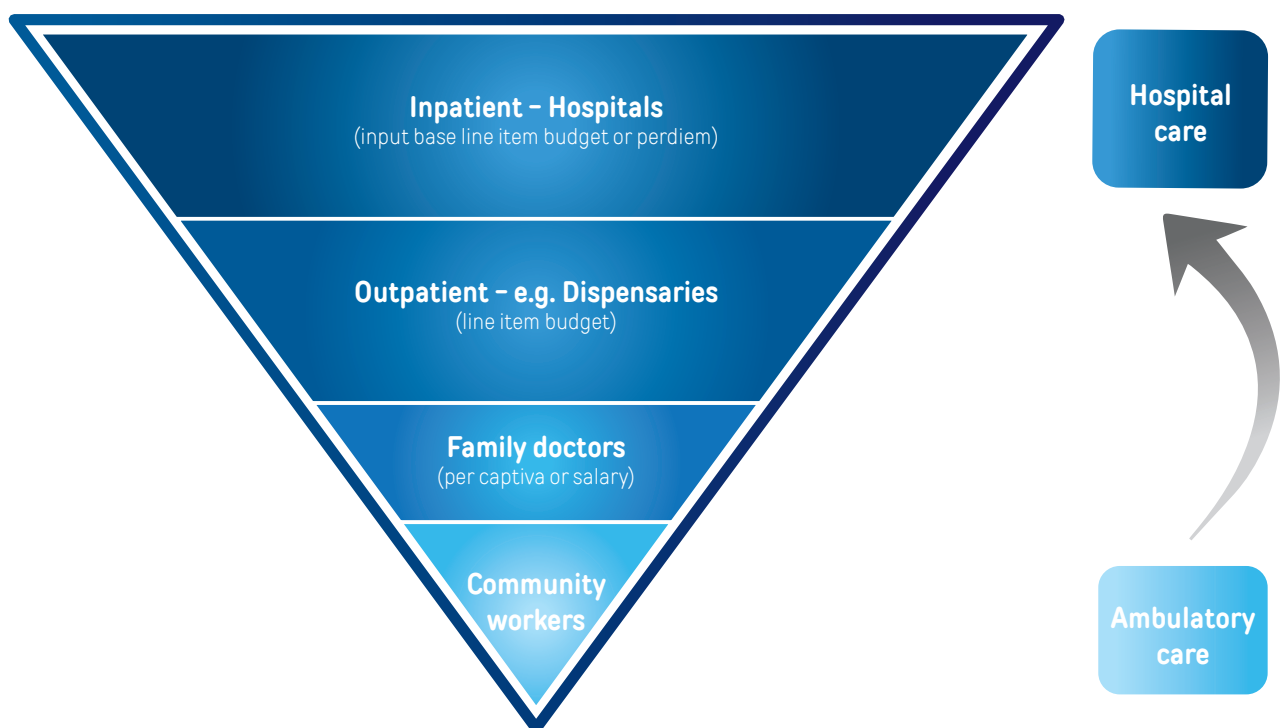 Inpatient – Hospitals
(input base line item budget or perdiem)
Outpatient – e.g. Dispensaries
(line item budget)
Family doctors
(per captiva or salary)
Community
workers
Hospital
care
Ambulatory
care